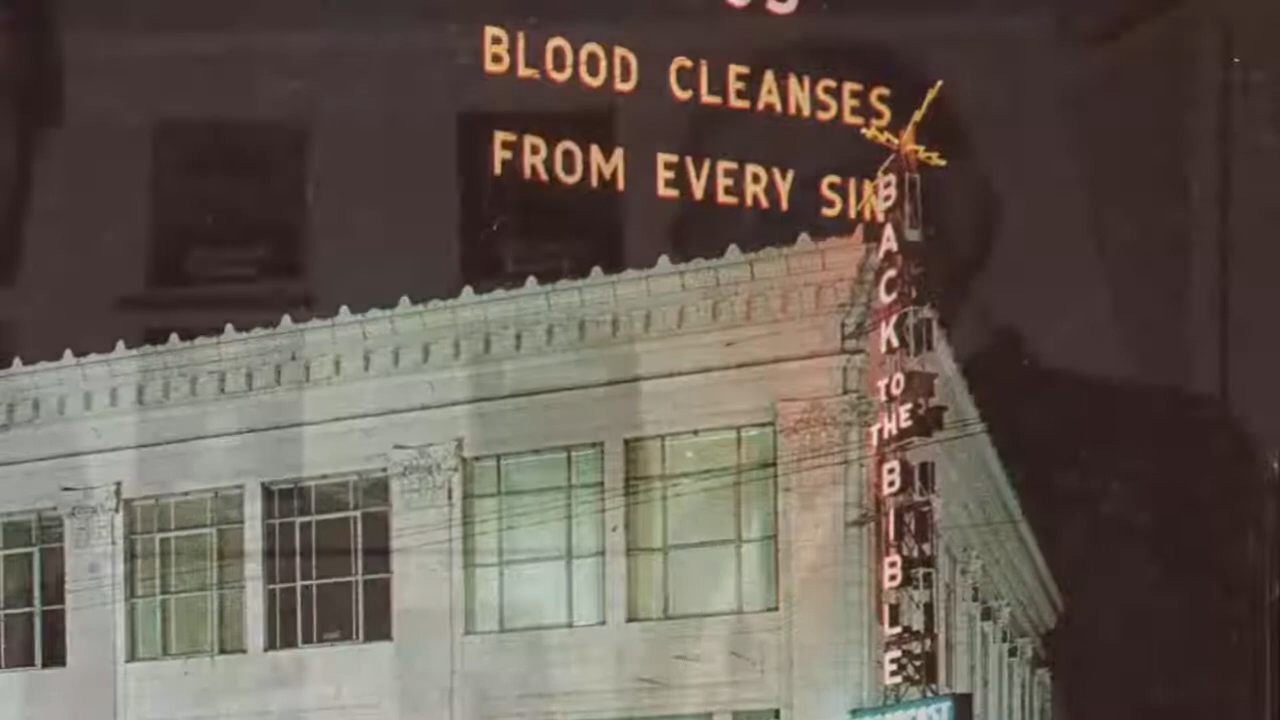 BLOOD CLEANSES
FROM EVERY SIN
BACK
TO
THE
BIBLE